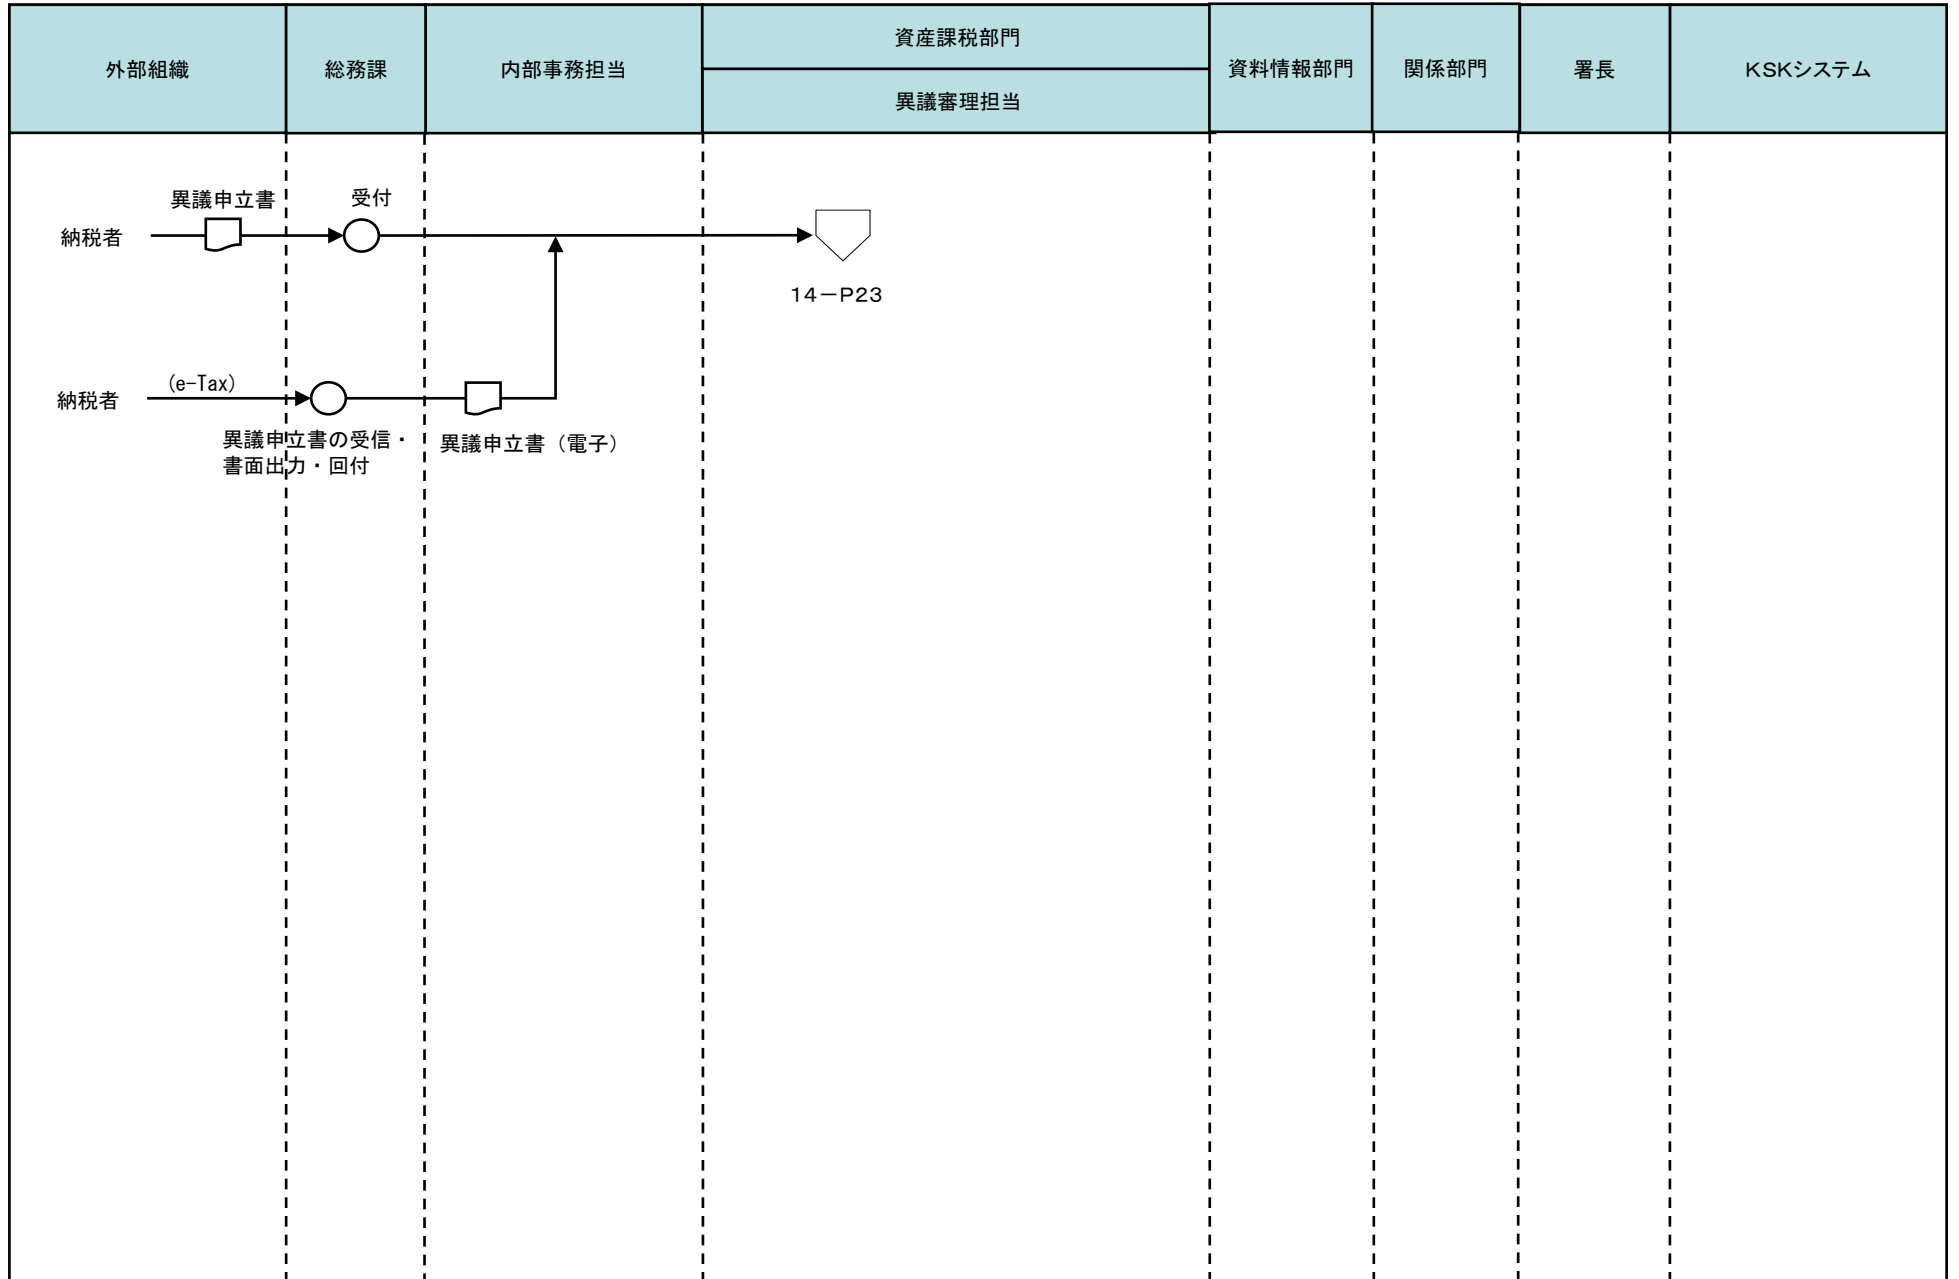 外部組織
総務課
内部事務担当
資産課税部門
異議審理担当
資料情報部門
関係部門
署長
KSKシステム
異議申立書
受付
納税者
14-P23
(e-Tax)
納税者
異議申立書の受信・
書面出力・回付
異議申立書（電子）